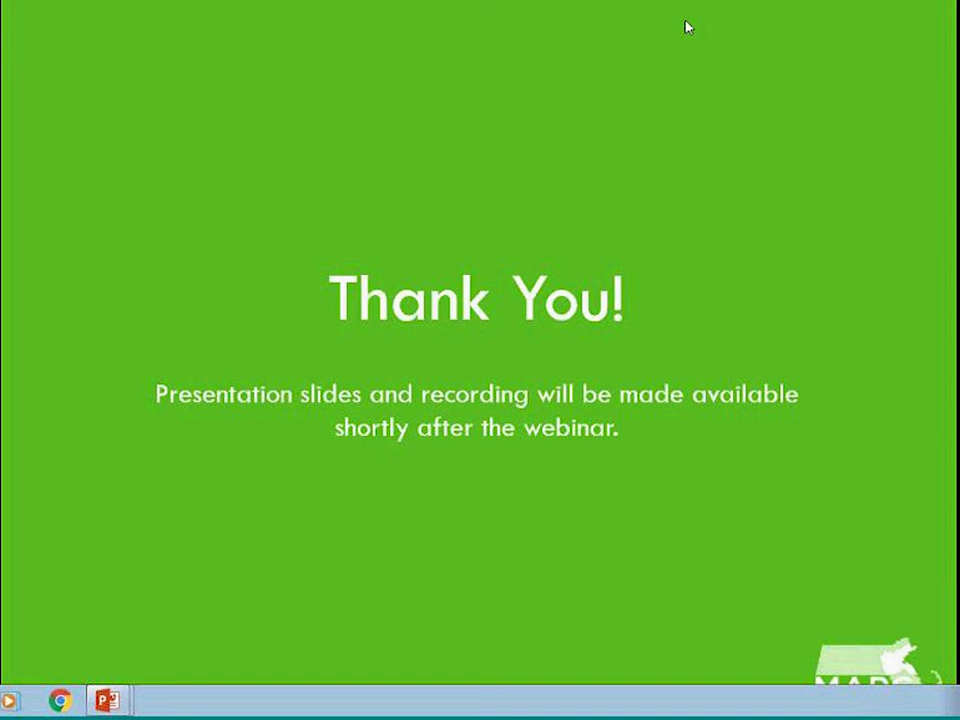 Thank You!
Presentation slides and recording will be made available
shortly after the webinar.